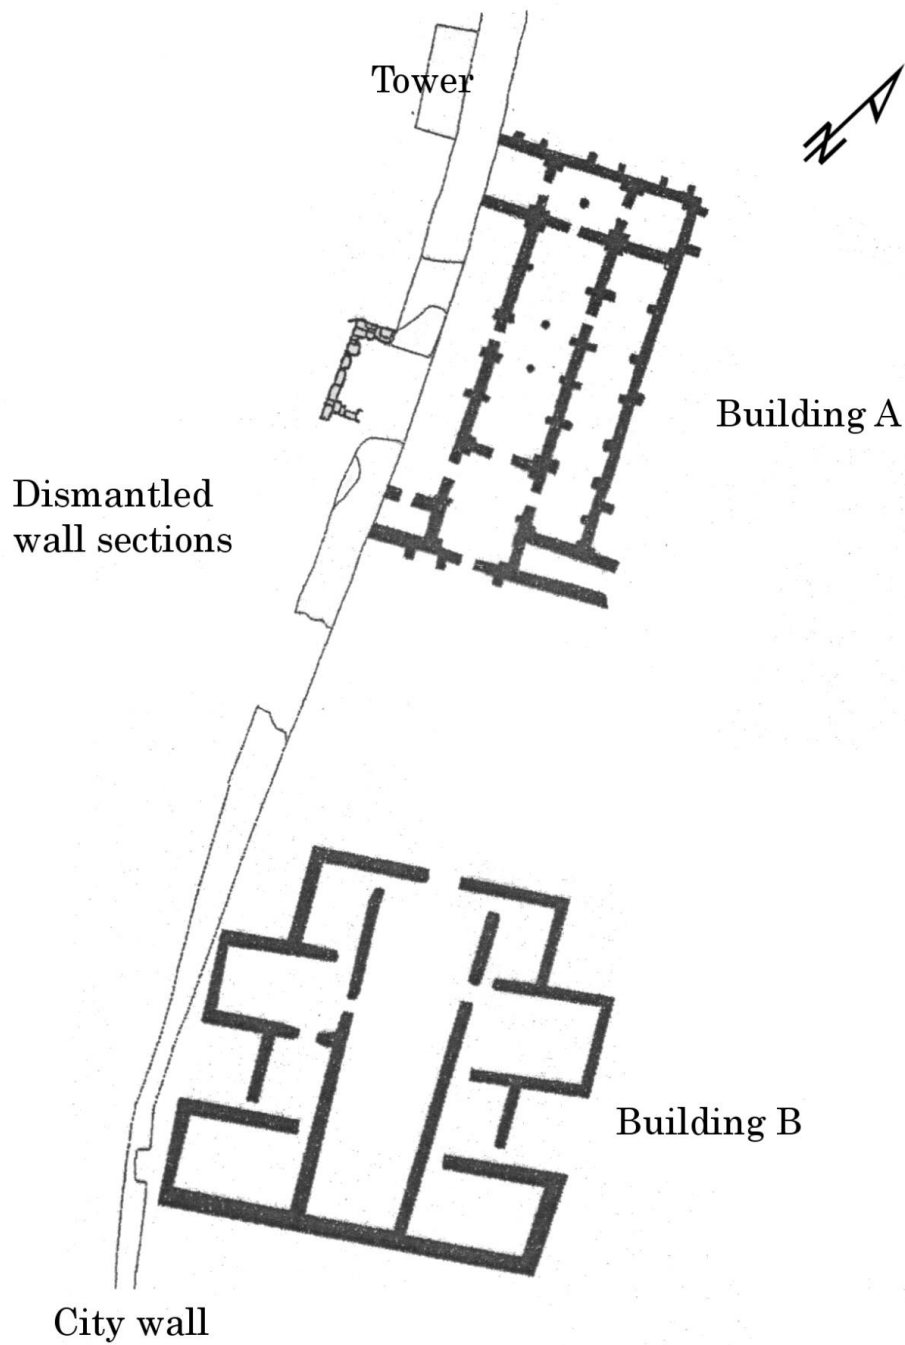 Tower
N
Building A
Dismantled
wall sections
Building B
City wall